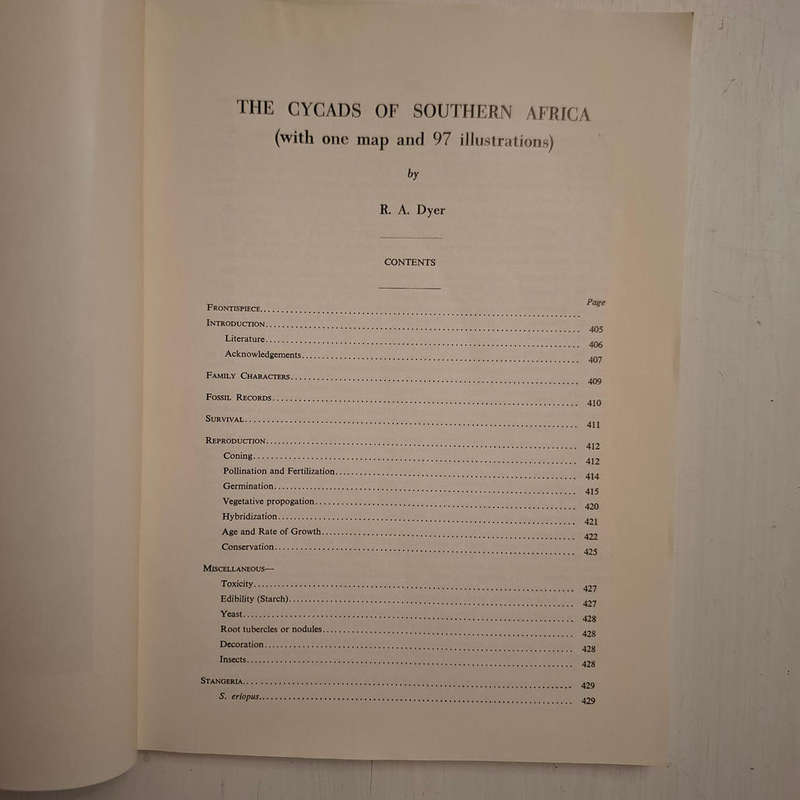 THE CYCADS OF SOUTHERN AFRICA
(with one map and 97 illustrations)
by
R. A. Dyer
CONTENTS
Page
Frontispiece
Introduction 405
Literature 406
Acknowledgements 407
Family Characters 409
Fossil Records 410
Survival 411
Reproduction 412
Coning 412
Pollination and Fertilization 414
Germination 415
Vegetative propogation 420
Hybridization 421
Age and Rate of Growth 422
Conservation 425
Miscellaneous—
Toxicity 427
Edibility (Starch) 427
Yeast 428
Root tubercles or nodules 428
Decoration 428
Insects 428
Stangeria 429
S. eriopus 429